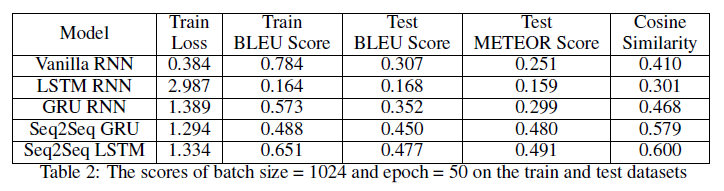 Model Train Loss Train BLEU Score Test BLEU Score Test METEOR Score Cosine Similarity
Vanilla RNN 0.384 0.784 0.307 0.251 0.410
LSTM RNN 2.987 0.164 0.168 0.159 0.301
GRU RNN 1.389 0.573 0.352 0.299 0.468
Seq2Seq GRU 1.294 0.488 0.450 0.480 0.579
Seq2Seq LSTM 1.334 0.651 0.477 0.491 0.600
Table 2: The scores of batch size = 1024 and epoch = 50 on the train and test datasets